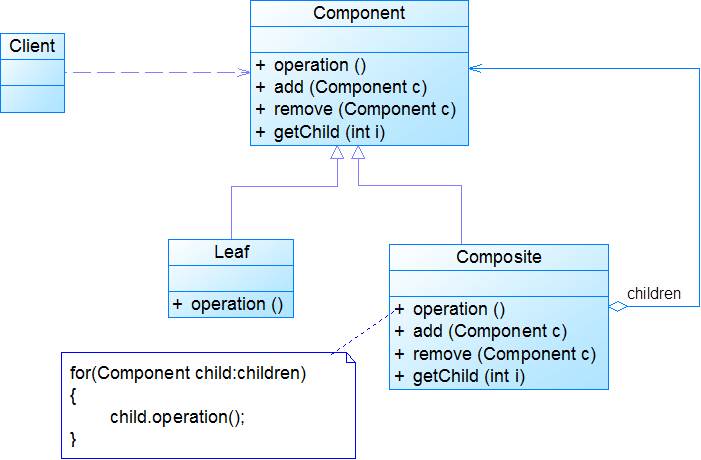 Component
+ operation ()
+ add (Component c)
+ remove (Component c)
+ getChild (int i)
Client
Leaf
+ operation ()
Composite
+ operation ()
+ add (Component c)
+ remove (Component c)
+ getChild (int i)
children
for(Component child:children)
{
child.operation();
}